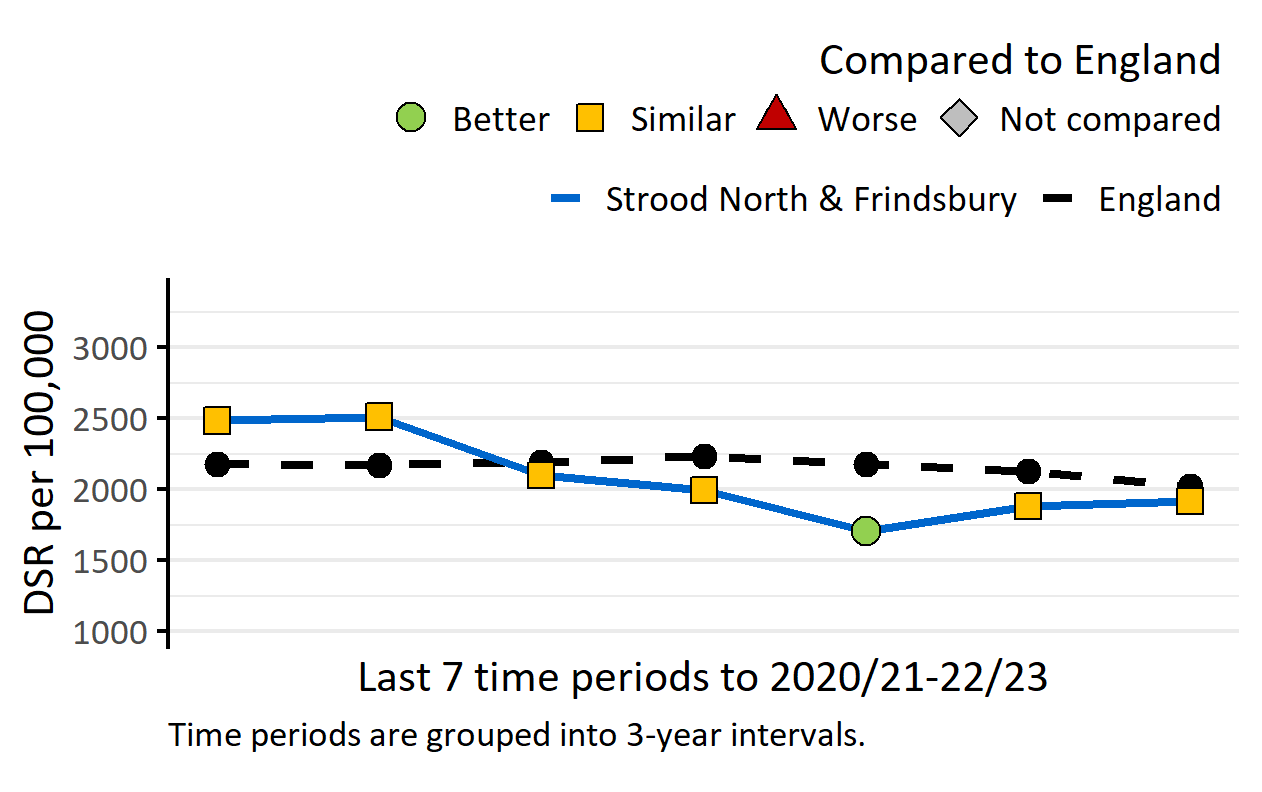 Compared to England
Better Similar Worse Not compared
Strood North & Frindsbury England
DSR per 100,000
3000
2500
2000
1500
1000
Last 7 time periods to 2020/21-22/23
Time periods are grouped into 3-year intervals.